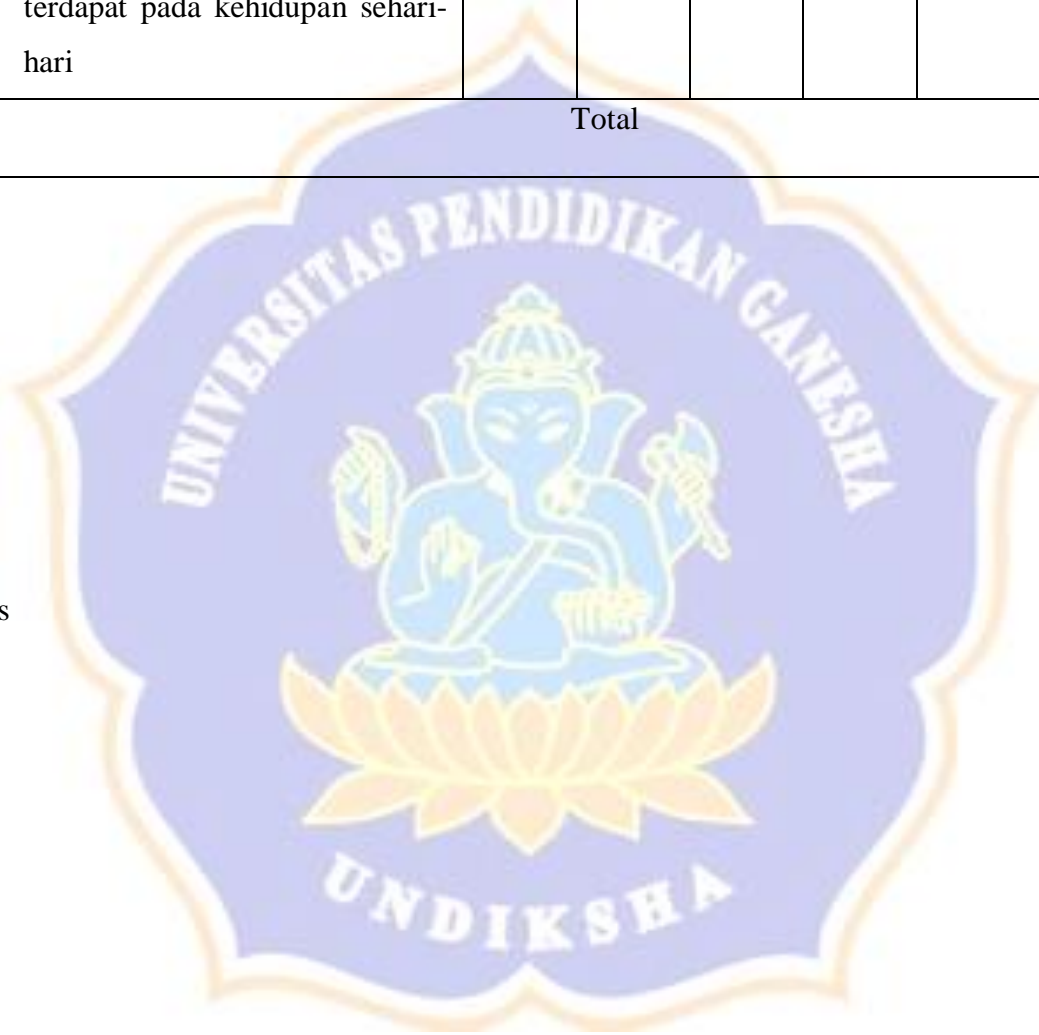 terdapat pada kehidupan sehari-
hari
Total
UNIVERSITAS PENDIDIKAN GANESHA
s
UNDIKSHA